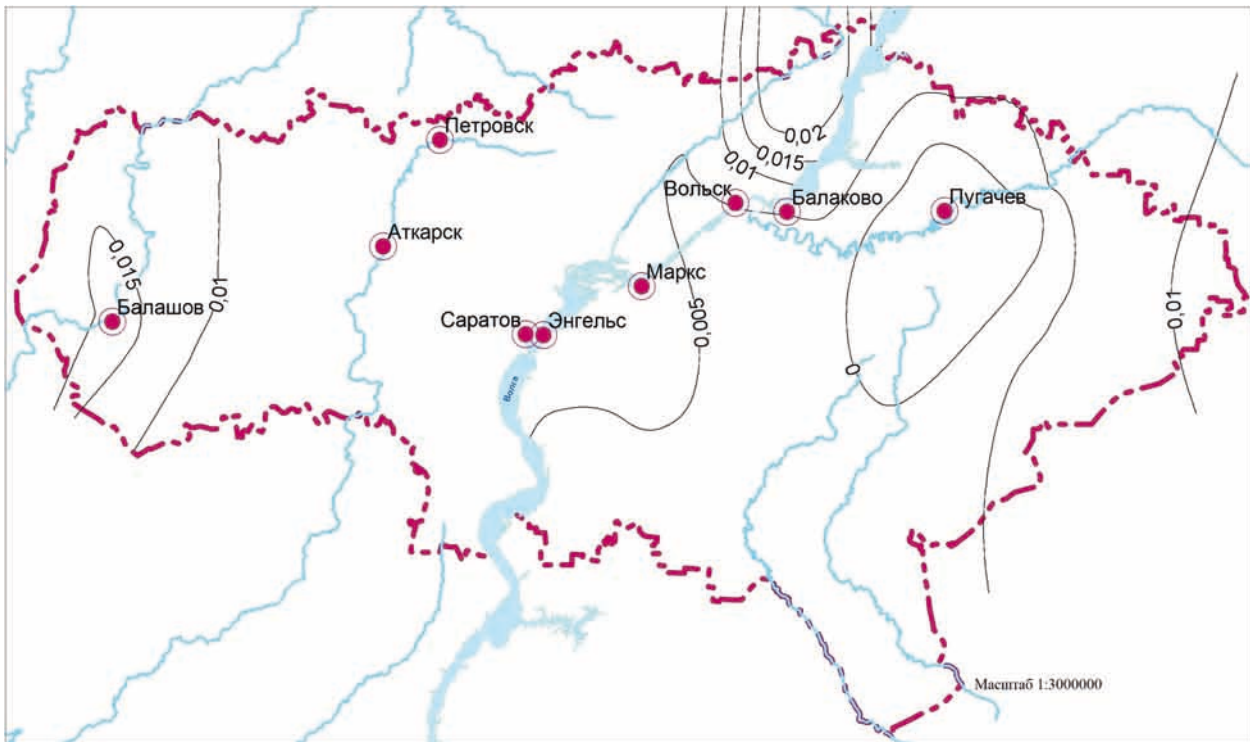 Петровск
0,02
0,015
0,01
Вольск
Балаково
Пугачев
Аткарск
0,015
Балашов
0,01
Маркс
0,005
0,01
Саратов
Энгельс
0
Волга
Масштаб 1:3000000